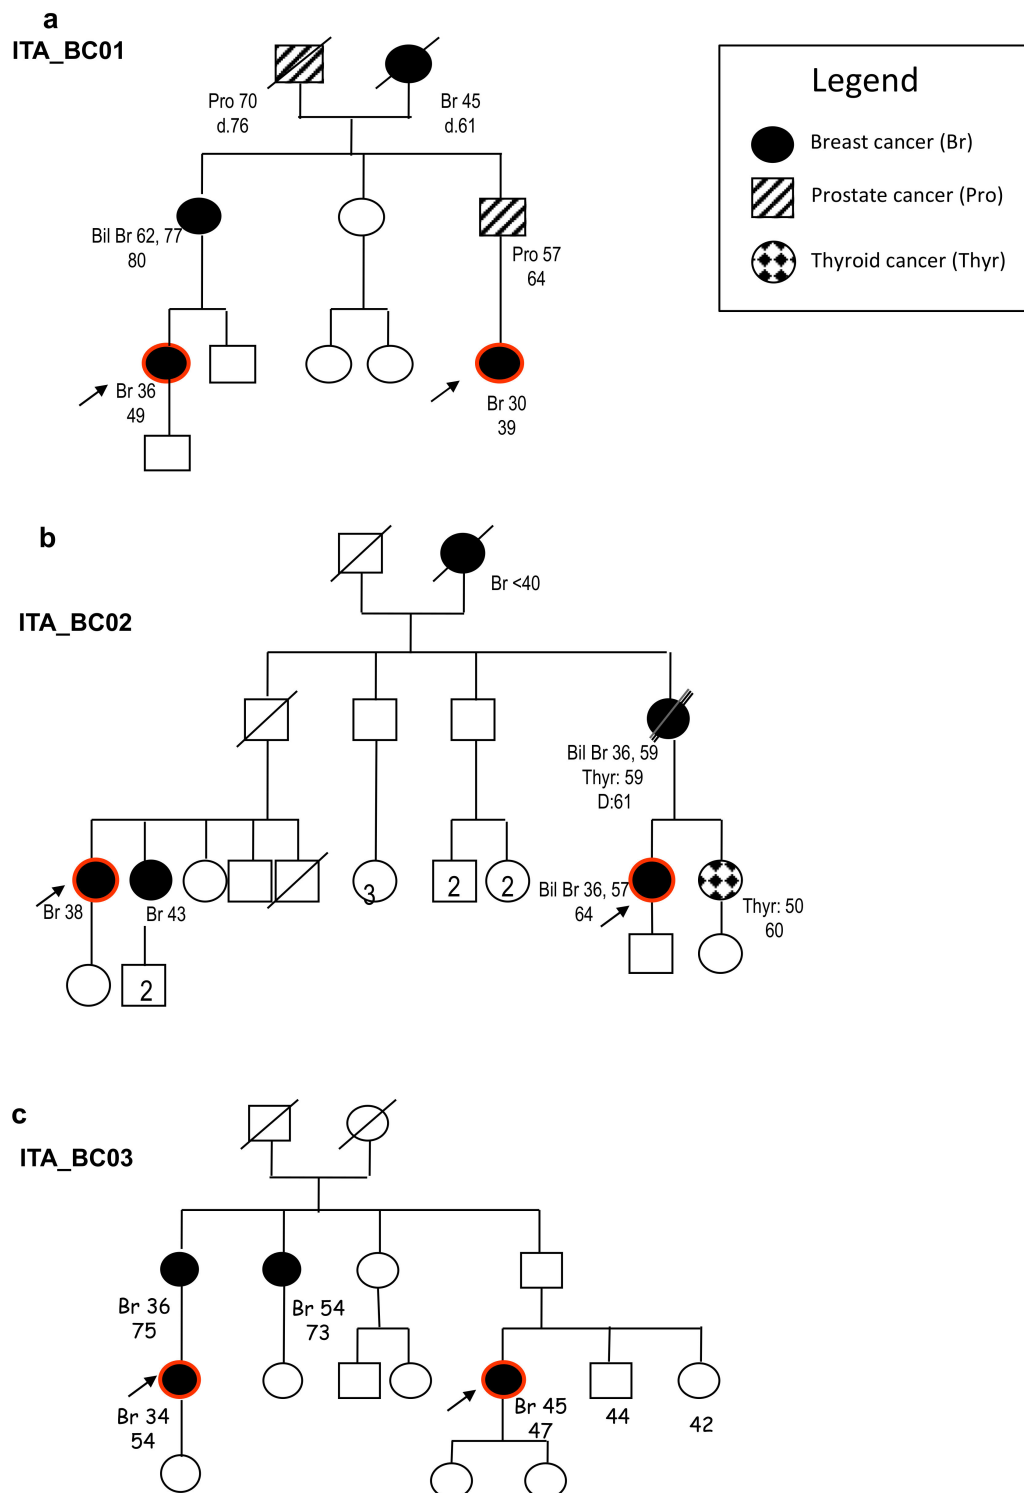 a
ITA_BC01
Pro 70
d.76
Br 45
d.61
Legend
Breast cancer (Br)
Prostate cancer (Pro)
Thyroid cancer (Thyr)
Bil Br 62, 77
80
Pro 57
64
Br 36
49
Br 30
39
b
ITA_BC02
Br <40
Bil Br 36, 59
Thyr: 59
D:61
Br 38
Br 43
3
2
2
Bil Br 36, 57
64
Thyr: 50
60
2
c
ITA_BC03
Br 36
75
Br 54
73
Br 34
54
Br 45
47
44
42